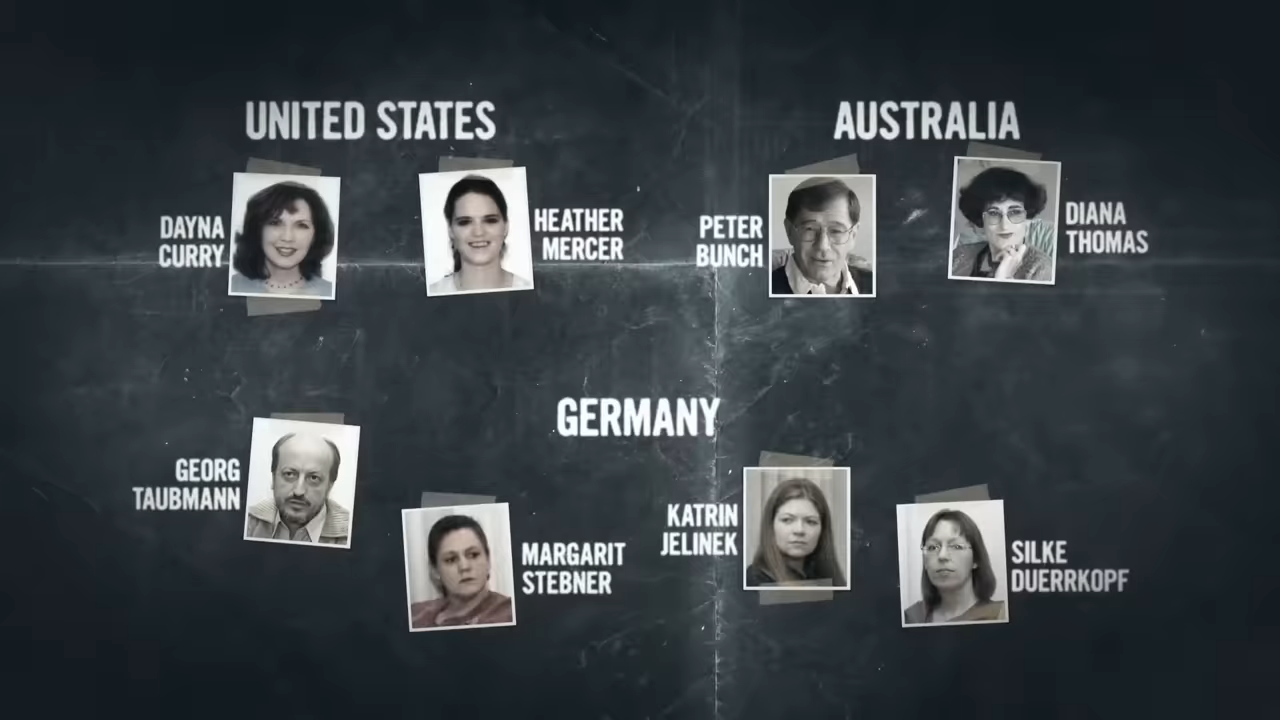 UNITED STATES
DAYNA
CURRY
HEATHER
MERCER
AUSTRALIA
PETER
BUNCH
DIANA
THOMAS
GERMANY
GEORG
TAUBMANN
MARGARIT
STEBNER
KATRIN
JELINEK
SILKE
DUERRKOPF